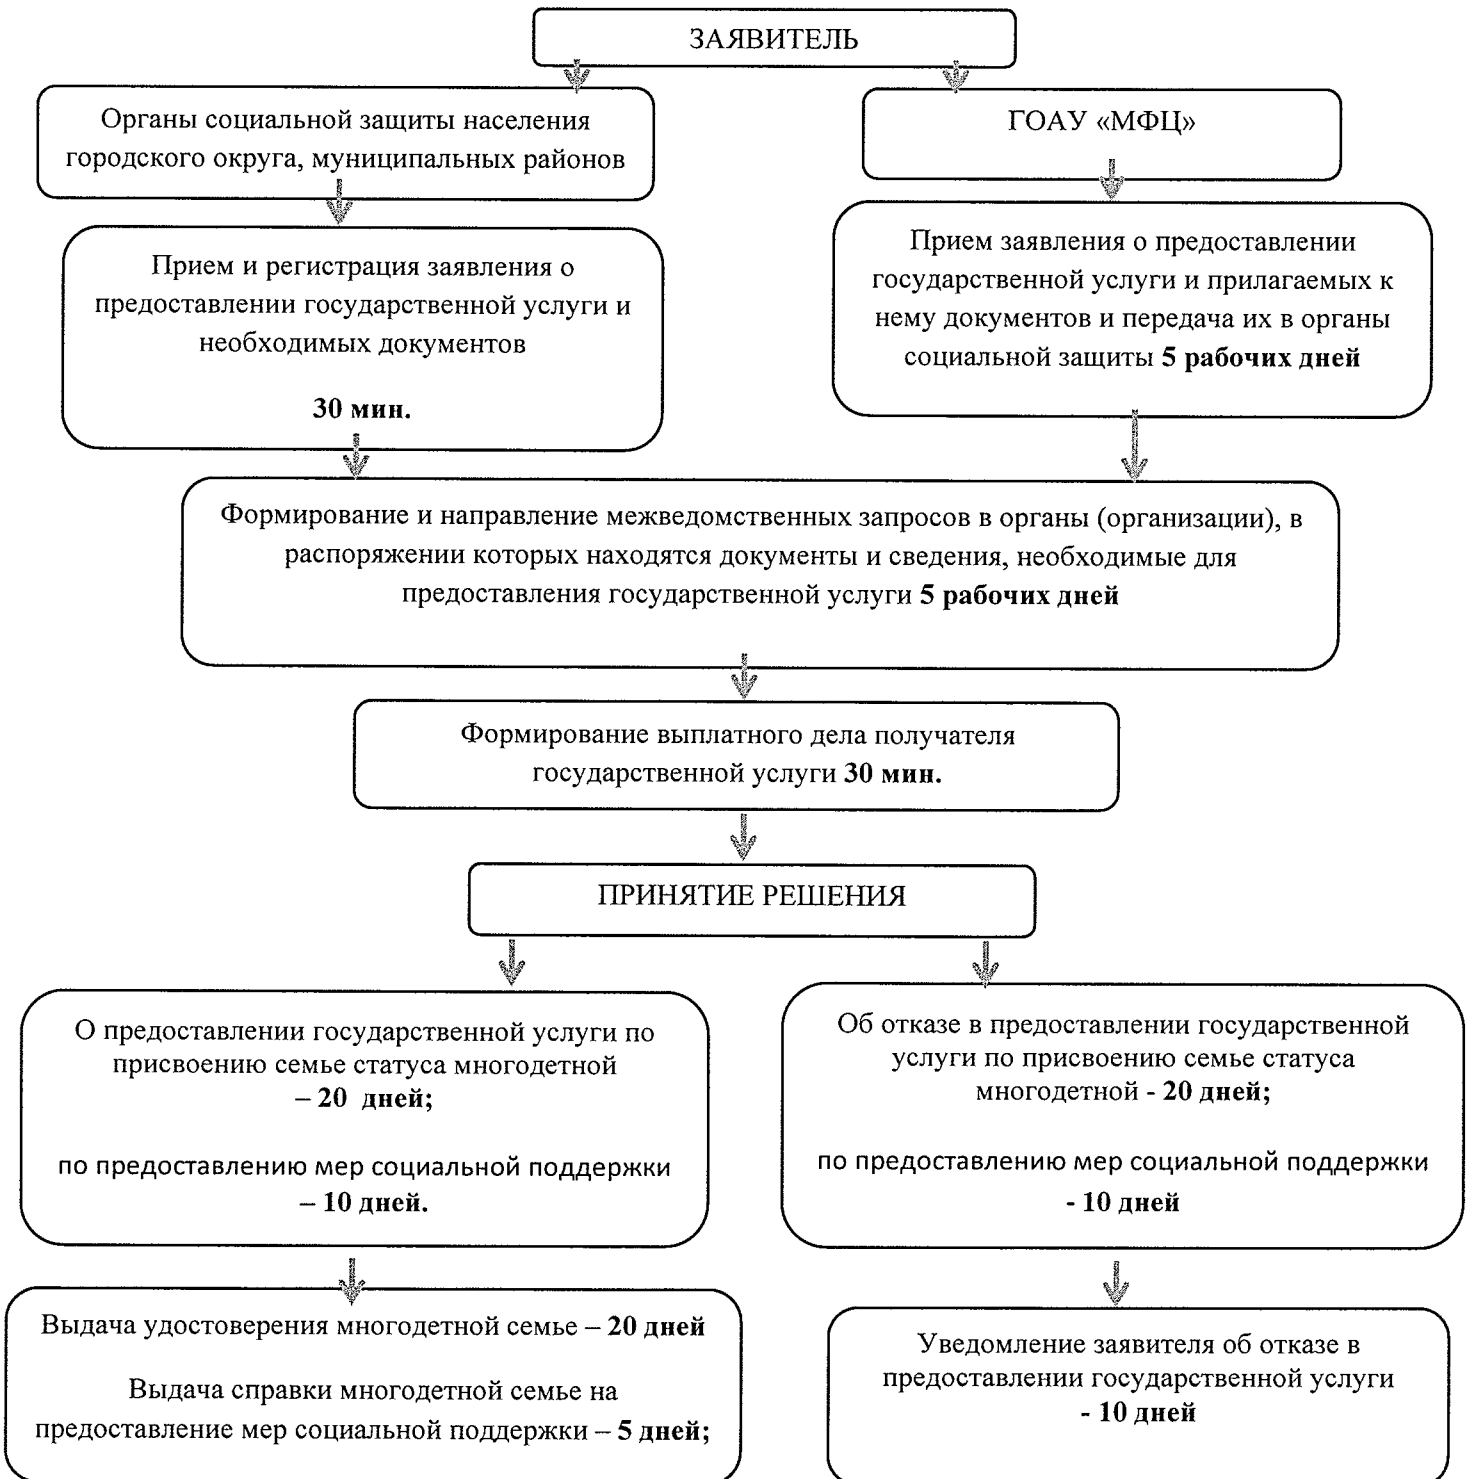 ЗАЯВИТЕЛЬ
Органы социальной защиты населения
городского округа, муниципальных районов
ГОАУ «МФЦ»
Прием и регистрация заявления о
предоставлении государственной услуги и
необходимых документов
30 мин.
Прием заявления о предоставлении
государственной услуги и прилагаемых к
нему документов и передача их в органы
социальной защиты 5 рабочих дней
Формирование и направление межведомственных запросов в органы (организации), в
распоряжении которых находятся документы и сведения, необходимые для
предоставления государственной услуги 5 рабочих дней
Формирование выплатного дела получателя
государственной услуги 30 мин.
ПРИНЯТИЕ РЕШЕНИЯ
О предоставлении государственной услуги по
присвоению семье статуса многодетной
– 20 дней;
по предоставлению мер социальной поддержки
– 10 дней.
Об отказе в предоставлении государственной
услуги по присвоению семье статуса
многодетной - 20 дней;
по предоставлению мер социальной поддержки
- 10 дней
Выдача удостоверения многодетной семье – 20 дней
Выдача справки многодетной семье на
предоставление мер социальной поддержки – 5 дней;
Уведомление заявителя об отказе в
предоставлении государственной услуги
- 10 дней